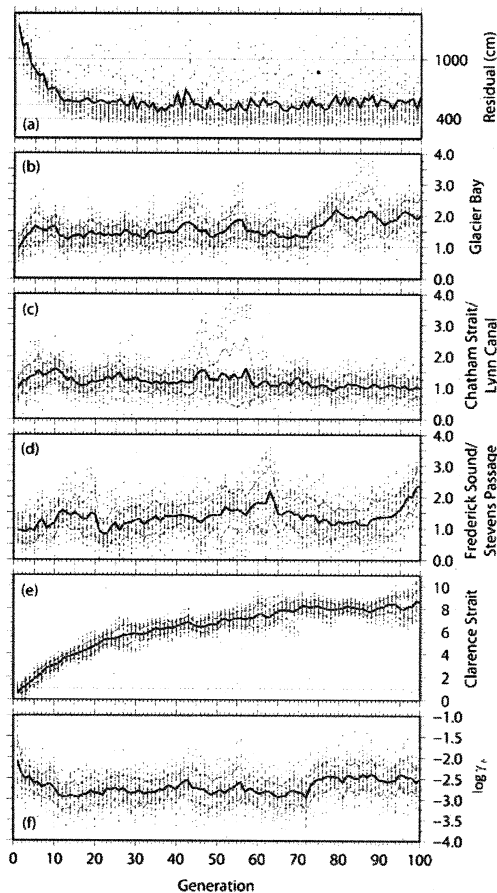 1000
400
Residual (cm)
(a)
4.0
3.0
2.0
1.0
0.0
Glacier Bay
(b)
4.0
3.0
2.0
1.0
0.0
Chatham Strait/
Lynn Canal
(c)
4.0
3.0
2.0
1.0
0.0
Frederick Sound/
Stevens Passage
(d)
10
8
6
4
2
0
Clarence Strait
(e)
-1.0
-1.5
-2.0
-2.5
-3.0
-3.5
-4.0
log γ
(f)
0 10 20 30 40 50 60 70 80 90 100
Generation